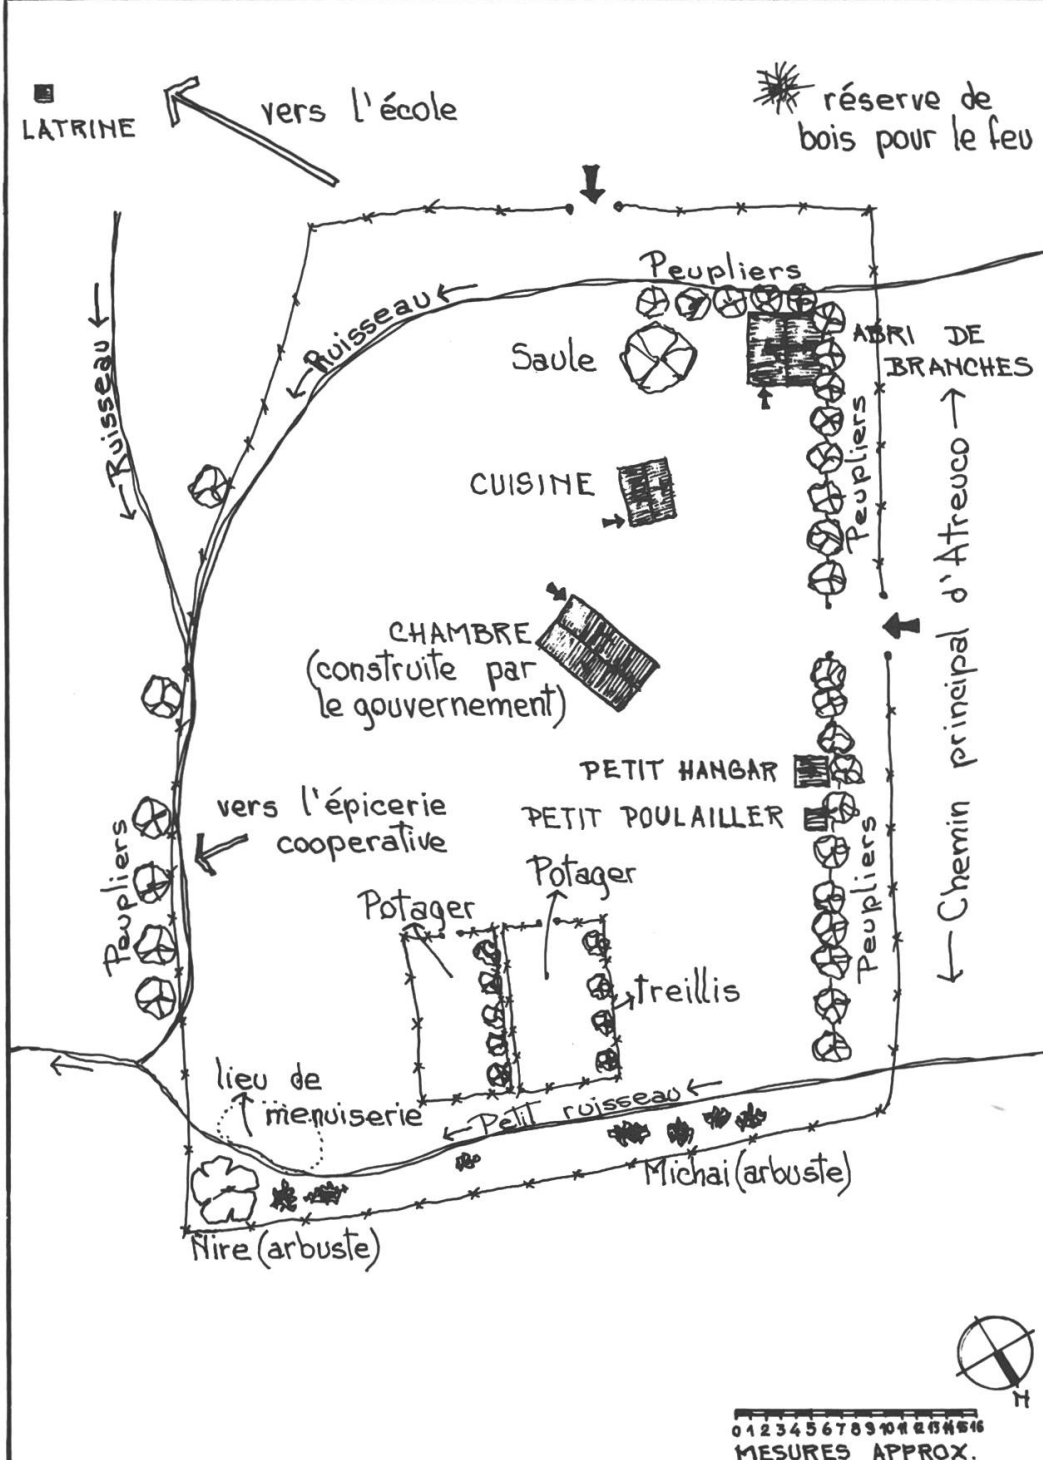 vers l'école
LATRINE
réserve de
bois pour le feu
Peupliers
Ruisseau
Saule
ABRI DE
BRANCHES
Ruisseau
Peupliers
CUISINE
Chemin principal d'Atreuco
CHAMBRE
(construite par
le gouvernement)
PETIT HANGAR
PETIT POULAILLER
vers l'épicerie
cooperative
Peupliers
Peupliers
Potager
Potager
treillis
lieu de
menuiserie
Petit ruisseau
Michai (arbuste)
Ñire (arbuste)
N
0 1 2 3 4 5 6 7 8 9 10 11 12 13 14 15 16
MESURES APPROX.